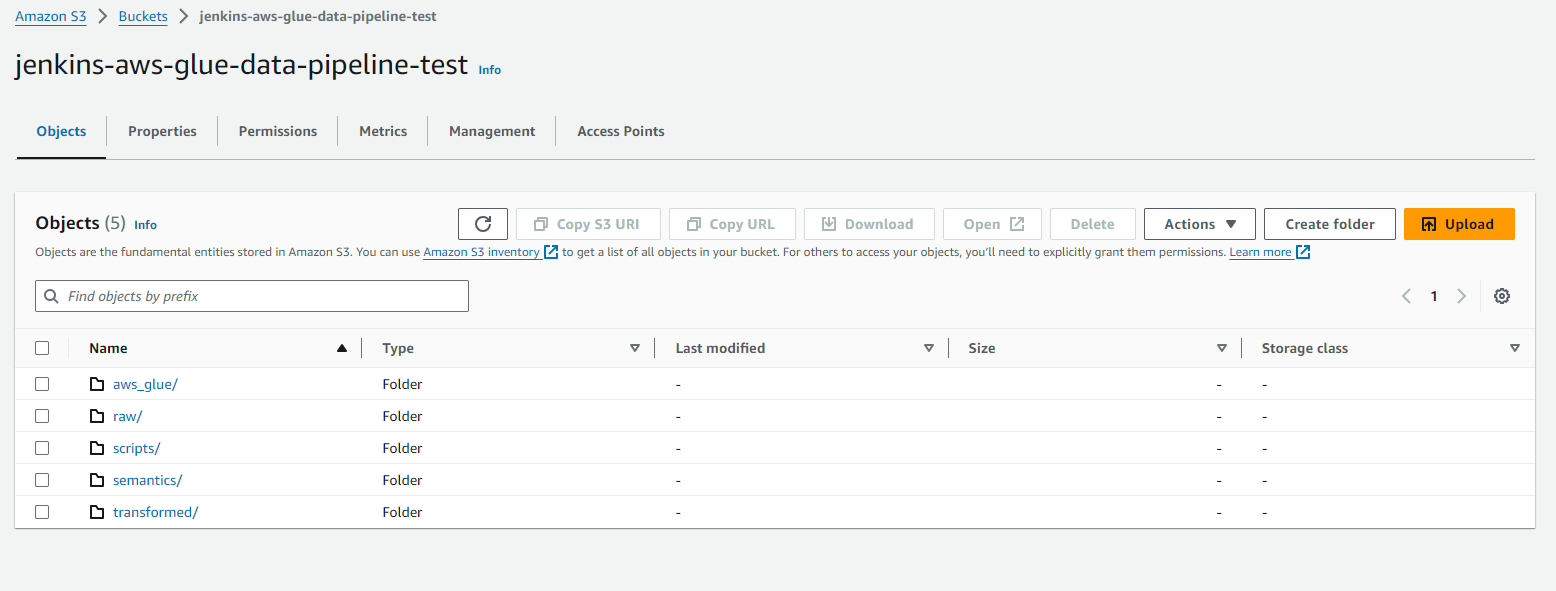 Amazon S3 > Buckets > jenkins-aws-glue-data-pipeline-test
jenkins-aws-glue-data-pipeline-test Info
Objects Properties Permissions Metrics Management Access Points
Objects (5) Info Copy S3 URI Copy URL Download Open Delete Actions Create folder Upload
Objects are the fundamental entities stored in Amazon S3. You can use Amazon S3 inventory to get a list of all objects in your bucket. For others to access your objects, you'll need to explicitly grant them permissions. Learn more
Find objects by prefix 1
Name Type Last modified Size Storage class
aws_glue/ Folder - - -
raw/ Folder - - -
scripts/ Folder - - -
semantics/ Folder - - -
transformed/ Folder - - -